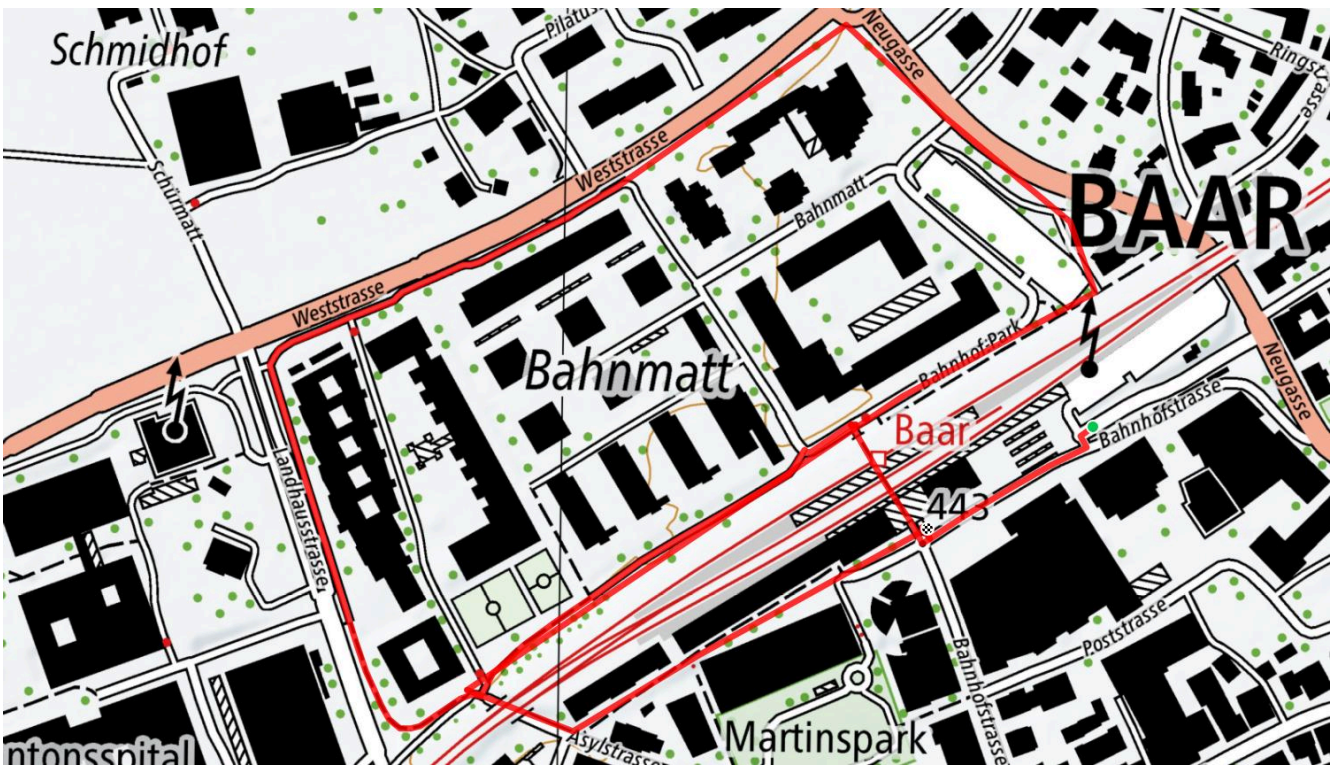 Schmidhof
Pilatus
Neugasse
Ringstrasse
Weststrasse
Schürmatt
Bahnmatt
BAAR
Weststrasse
Bahnmatt
Bahnhof-Park
Neugasse
Baar
Bahnhofstrasse
Landhausstrasse
443
Poststrasse
Bahnhofstrasse
Martinspark
Asylstrasse
ntonsspital